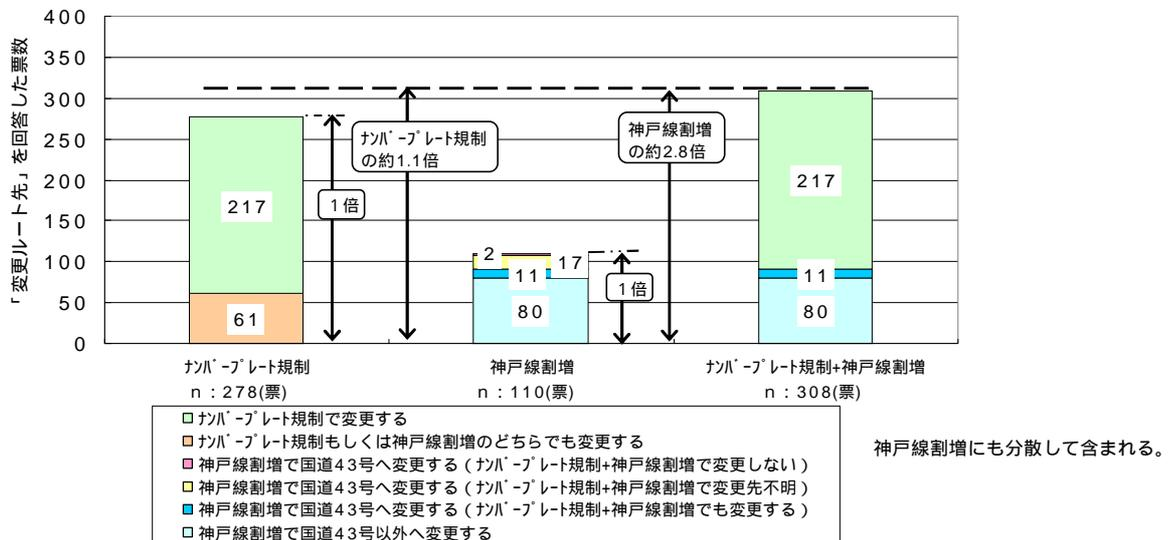 「変更ルート先」を回答した票数
400
350
300
250
200
150
100
50
0
ﾅﾝﾊﾞｰﾌﾟﾚｰﾄ規制
の約1.1倍
神戸線割増
の約2.8倍
1倍
1倍
217
61
2
17
11
80
217
11
80
ﾅﾝﾊﾞｰﾌﾟﾚｰﾄ規制
n：278(票)
神戸線割増
n：110(票)
ﾅﾝﾊﾞｰﾌﾟﾚｰﾄ規制+神戸線割増
n：308(票)
ﾅﾝﾊﾞｰﾌﾟﾚｰﾄ規制で変更する
ﾅﾝﾊﾞｰﾌﾟﾚｰﾄ規制もしくは神戸線割増のどちらでも変更する
神戸線割増で国道43号へ変更する（ﾅﾝﾊﾞｰﾌﾟﾚｰﾄ規制+神戸線割増で変更しない）
神戸線割増で国道43号へ変更する（ﾅﾝﾊﾞｰﾌﾟﾚｰﾄ規制+神戸線割増で変更先不明）
神戸線割増で国道43号へ変更する（ﾅﾝﾊﾞｰﾌﾟﾚｰﾄ規制+神戸線割増でも変更する）
神戸線割増で国道43号以外へ変更する
神戸線割増にも分散して含まれる。